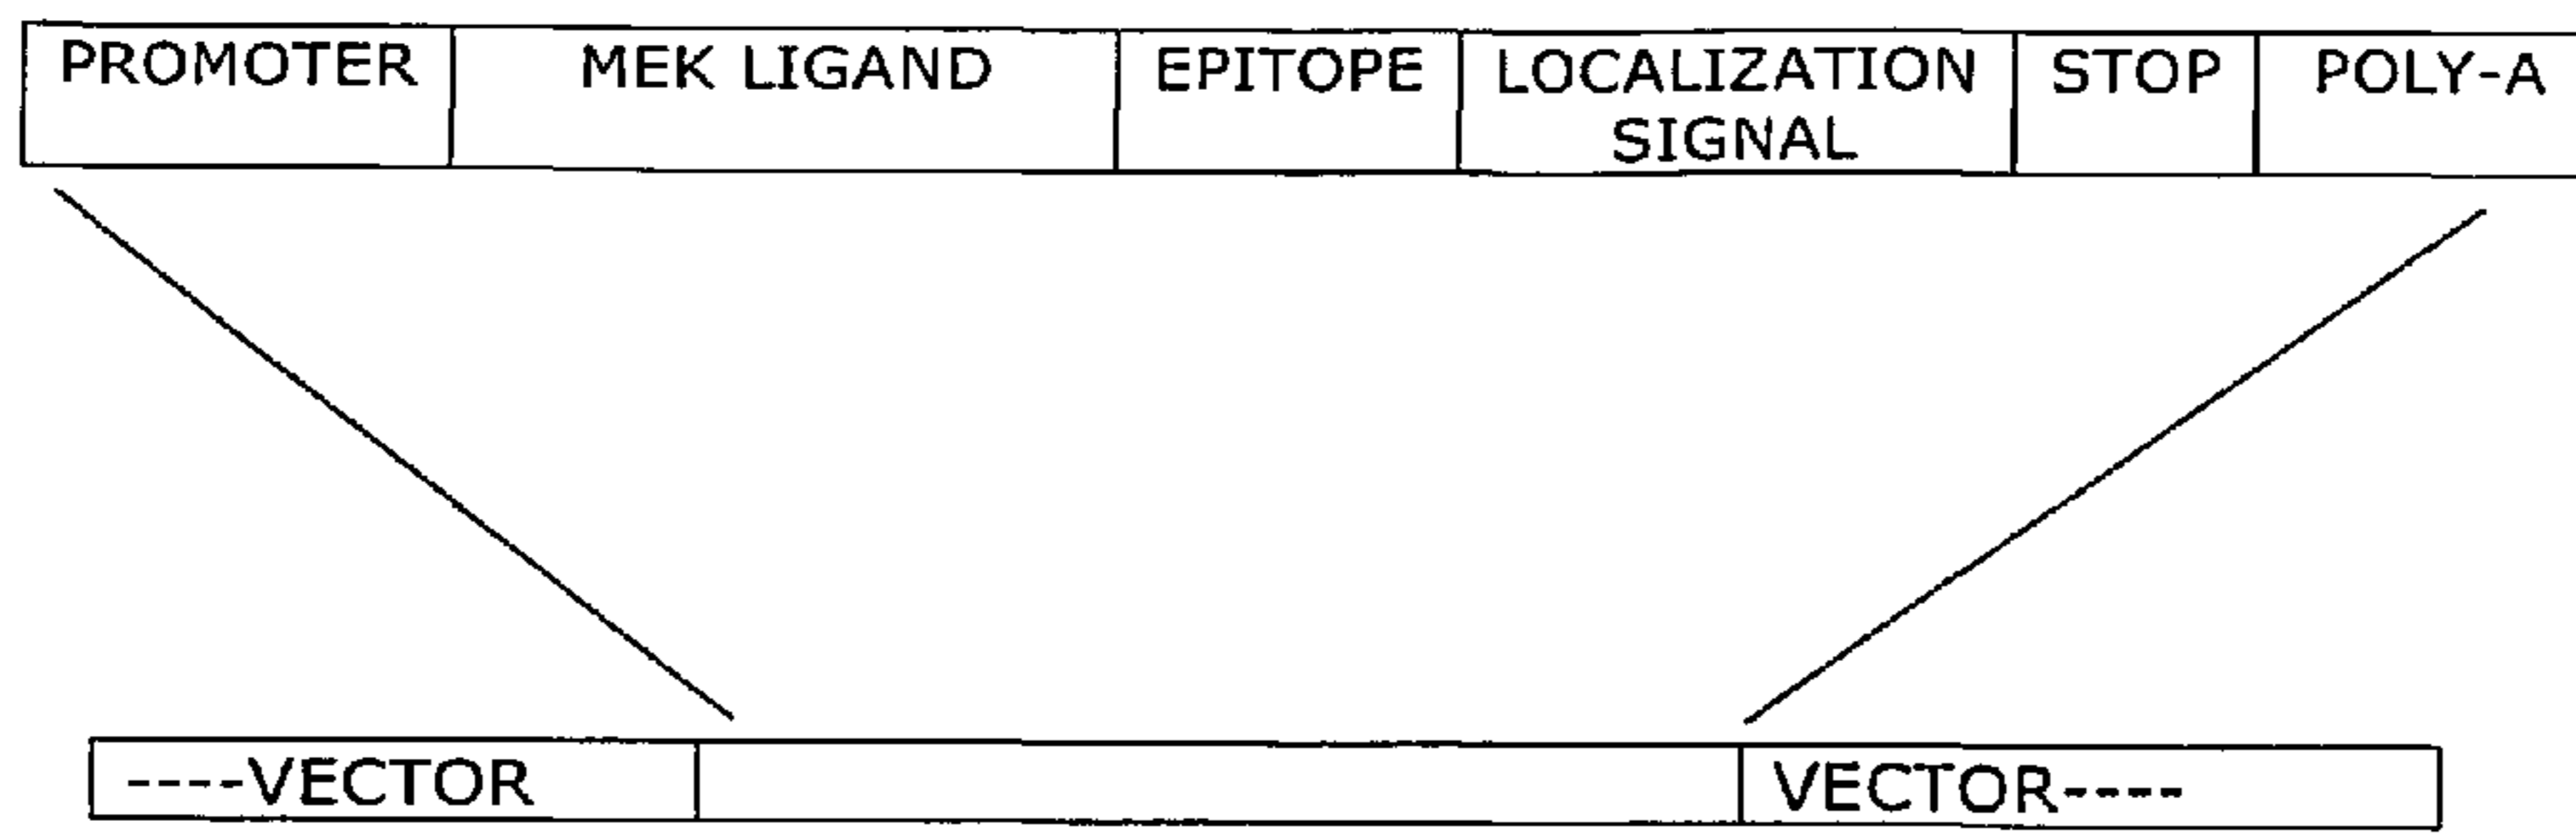 PROMOTER MEK LIGAND EPITOPE LOCALIZATION STOP POLY-A
SIGNAL
----VECTOR VECTOR----